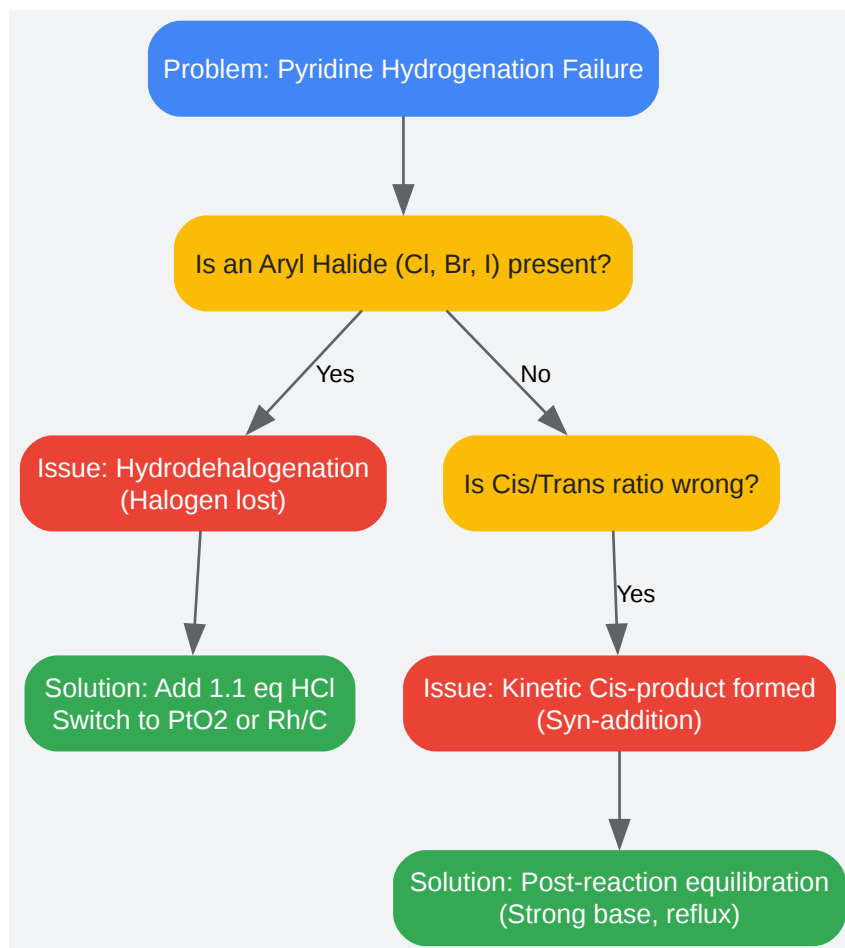 Problem: Pyridine Hydrogenation Failure
Is an Aryl Halide (Cl, Br, I) present?
Yes
No
Issue: Hydrodehalogenation
(Halogen lost)
Is Cis/Trans ratio wrong?
Yes
Solution: Add 1.1 eq HCl
Switch to PtO2 or Rh/C
Issue: Kinetic Cis-product formed
(Syn-addition)
Solution: Post-reaction equilibration
(Strong base, reflux)